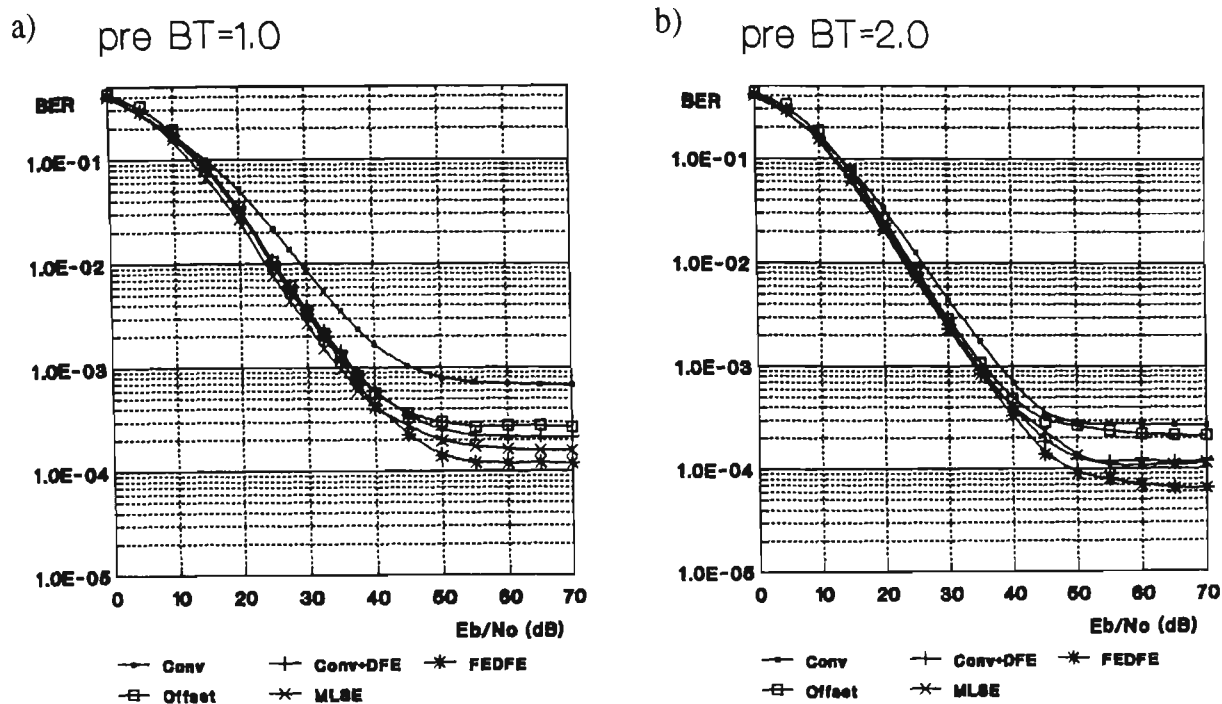 a) pre BT=1.0
BER
1.0E-01
1.0E-02
1.0E-03
1.0E-04
1.0E-05
0 10 20 30 40 50 60 70
Eb/No (dB)
Conv Conv+DFE FEDFE
Offset MLSE
b) pre BT=2.0
BER
1.0E-01
1.0E-02
1.0E-03
1.0E-04
1.0E-05
0 10 20 30 40 50 60 70
Eb/No (dB)
Conv Conv+DFE FEDFE
Offset MLSE